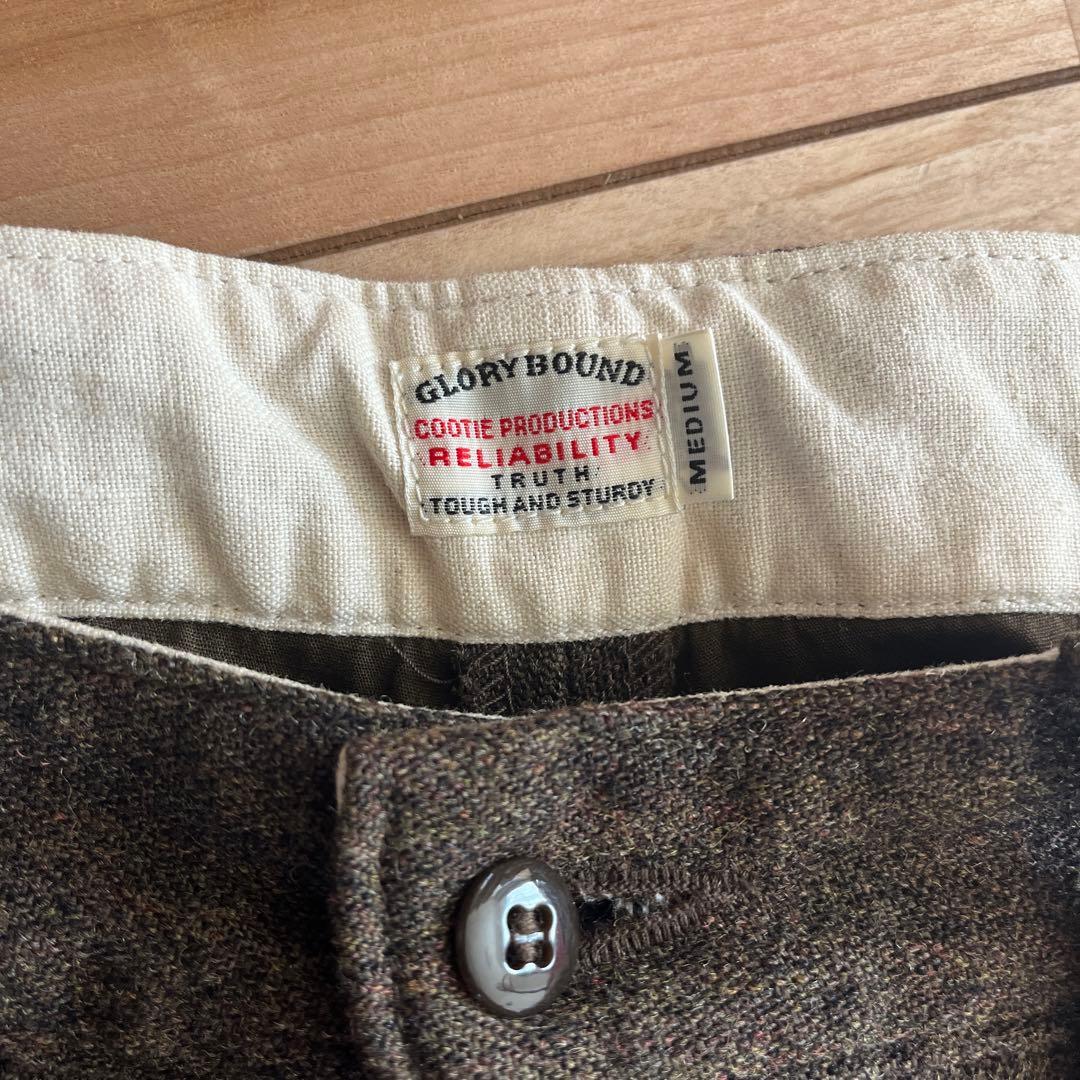 GLORY BOUND
COOTIE PRODUCTIONS
RELIABILITY
TRUTH
TOUGH AND STURDY
MEDIUM